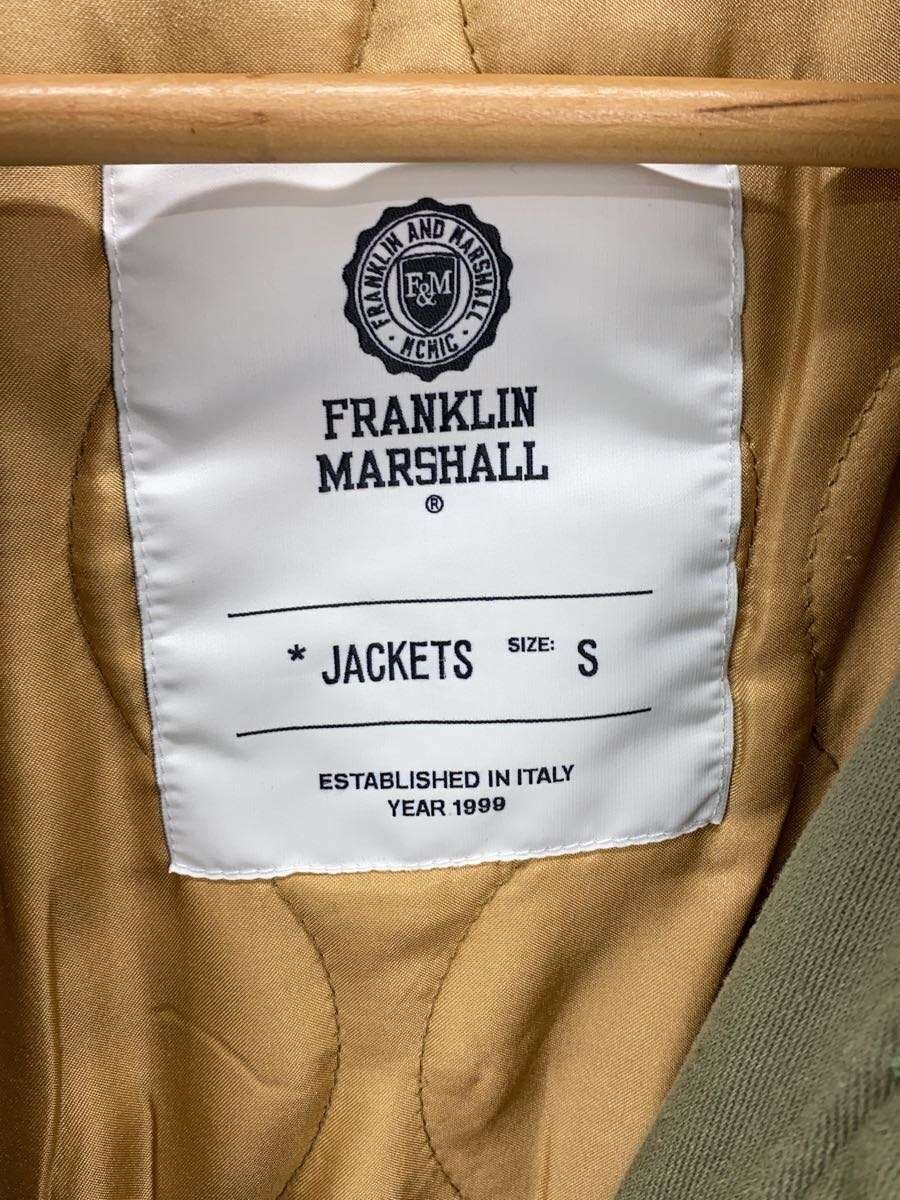 FRANKLIN AND MARSHALL
F&M
MCMIC
FRANKLIN
MARSHALL
®
* JACKETS SIZE: S
ESTABLISHED IN ITALY
YEAR 1999